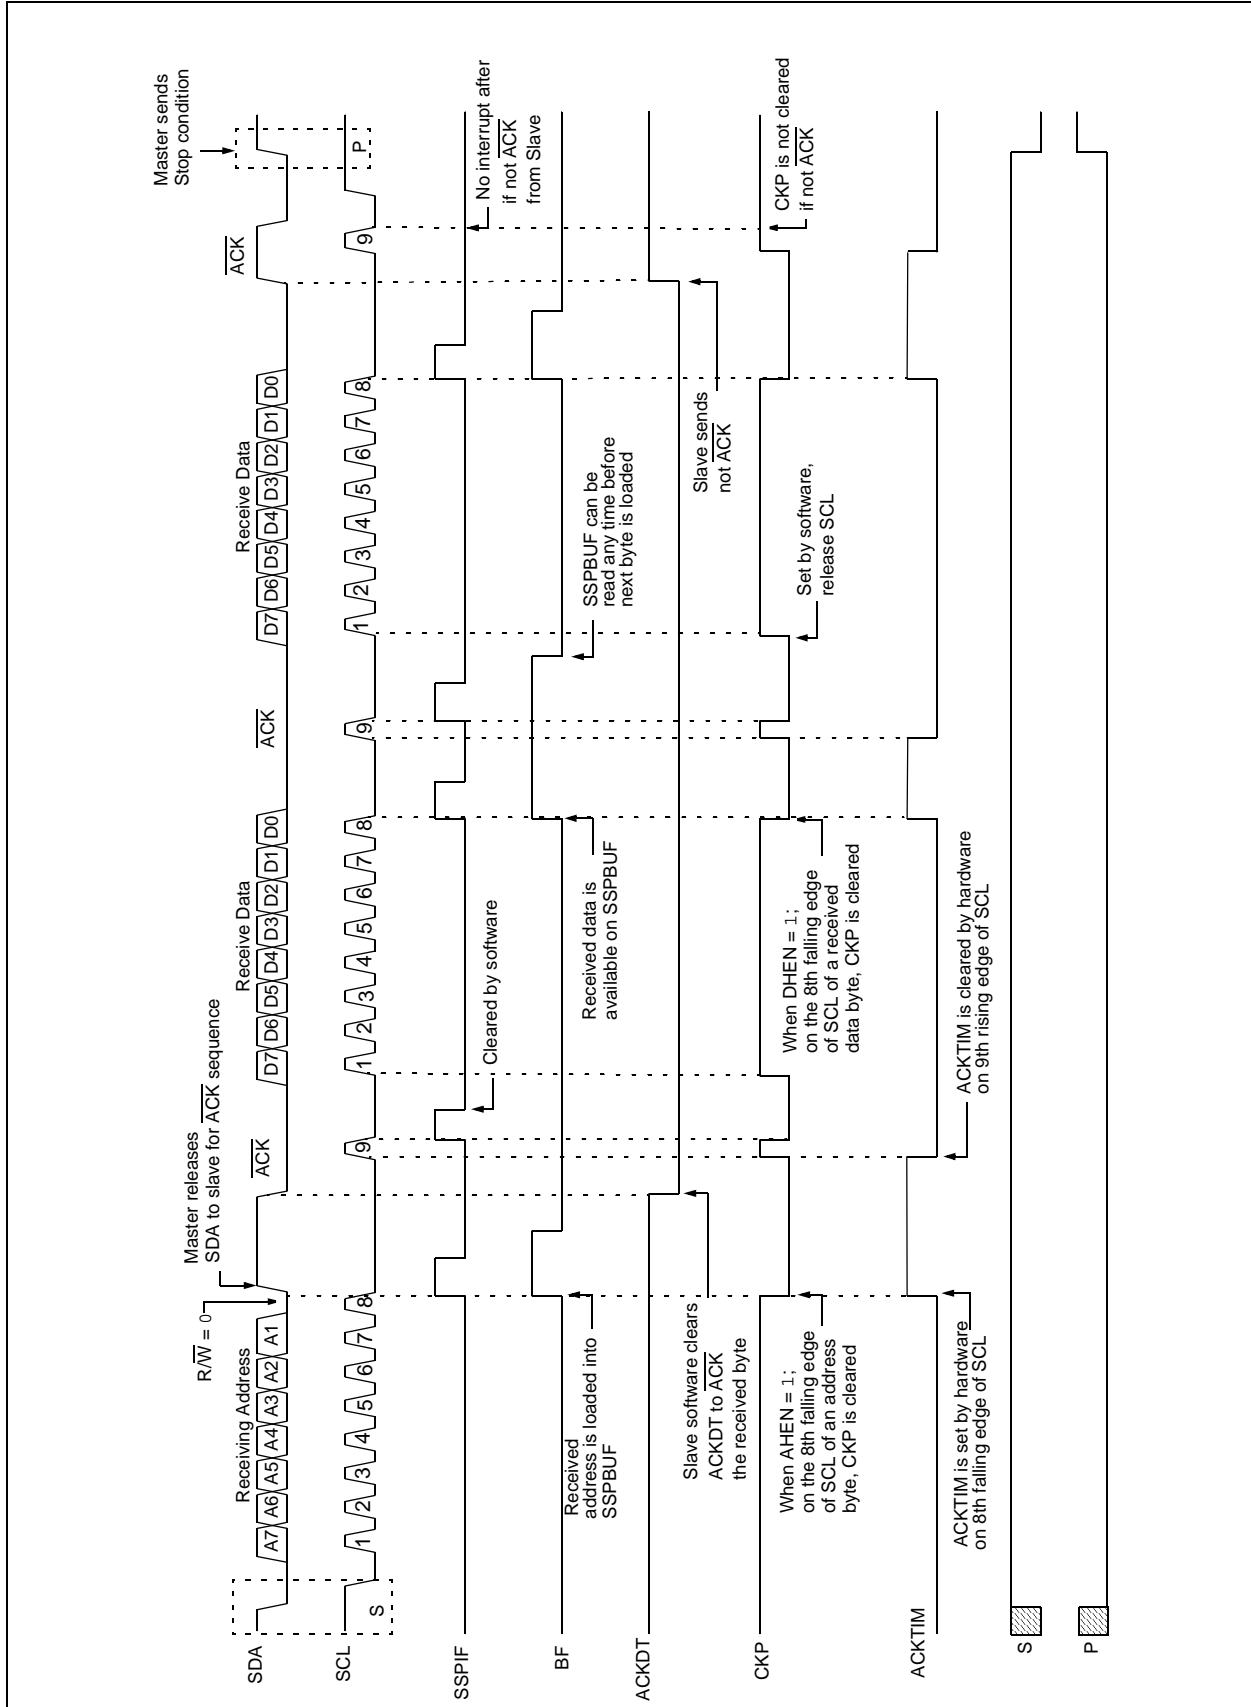 Master sends
Stop condition
Master releases
SDA to slave for ACK sequence
R/W = 0
Receiving Address
ACK
Receive Data
ACK
Receive Data
ACK
SDA
A7 A6 A5 A4 A3 A2 A1
D7 D6 D5 D4 D3 D2 D1 D0
D7 D6 D5 D4 D3 D2 D1 D0
SCL
S
1 2 3 4 5 6 7 8 9
1 2 3 4 5 6 7 8 9
1 2 3 4 5 6 7 8 9
P
SSPIF
Cleared by software
No interrupt after
if not ACK
from Slave
BF
Received
address is loaded into
SSPBUF
Received data is
available on SSPBUF
SSPBUF can be
read any time before
next byte is loaded
ACKDT
Slave software clears
ACKDT to ACK
the received byte
Slave sends
not ACK
CKP
When AHEN = 1;
on the 8th falling edge
of SCL of an address
byte, CKP is cleared
When DHEN = 1;
on the 8th falling edge
of SCL of a received
data byte, CKP is cleared
Set by software,
release SCL
CKP is not cleared
if not ACK
ACKTIM
ACKTIM is set by hardware
on 8th falling edge of SCL
ACKTIM is cleared by hardware
on 9th rising edge of SCL
S
P